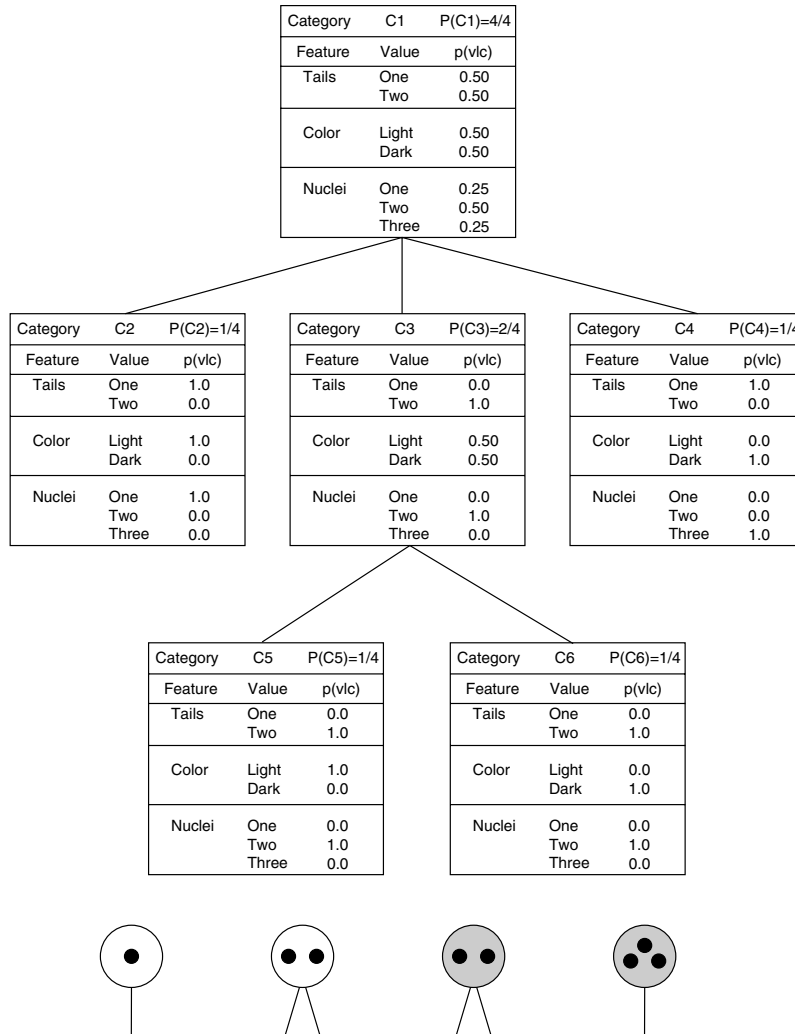 Category C1 P(C1)=4/4
Feature Value p(vlc)
Tails One 0.50
Two 0.50
Color Light 0.50
Dark 0.50
Nuclei One 0.25
Two 0.50
Three 0.25
Category C2 P(C2)=1/4
Feature Value p(vlc)
Tails One 1.0
Two 0.0
Color Light 1.0
Dark 0.0
Nuclei One 1.0
Two 0.0
Three 0.0
Category C3 P(C3)=2/4
Feature Value p(vlc)
Tails One 0.0
Two 1.0
Color Light 0.50
Dark 0.50
Nuclei One 0.0
Two 1.0
Three 0.0
Category C4 P(C4)=1/4
Feature Value p(vlc)
Tails One 1.0
Two 0.0
Color Light 0.0
Dark 1.0
Nuclei One 0.0
Two 0.0
Three 1.0
Category C5 P(C5)=1/4
Feature Value p(vlc)
Tails One 0.0
Two 1.0
Color Light 1.0
Dark 0.0
Nuclei One 0.0
Two 1.0
Three 0.0
Category C6 P(C6)=1/4
Feature Value p(vlc)
Tails One 0.0
Two 1.0
Color Light 0.0
Dark 1.0
Nuclei One 0.0
Two 1.0
Three 0.0